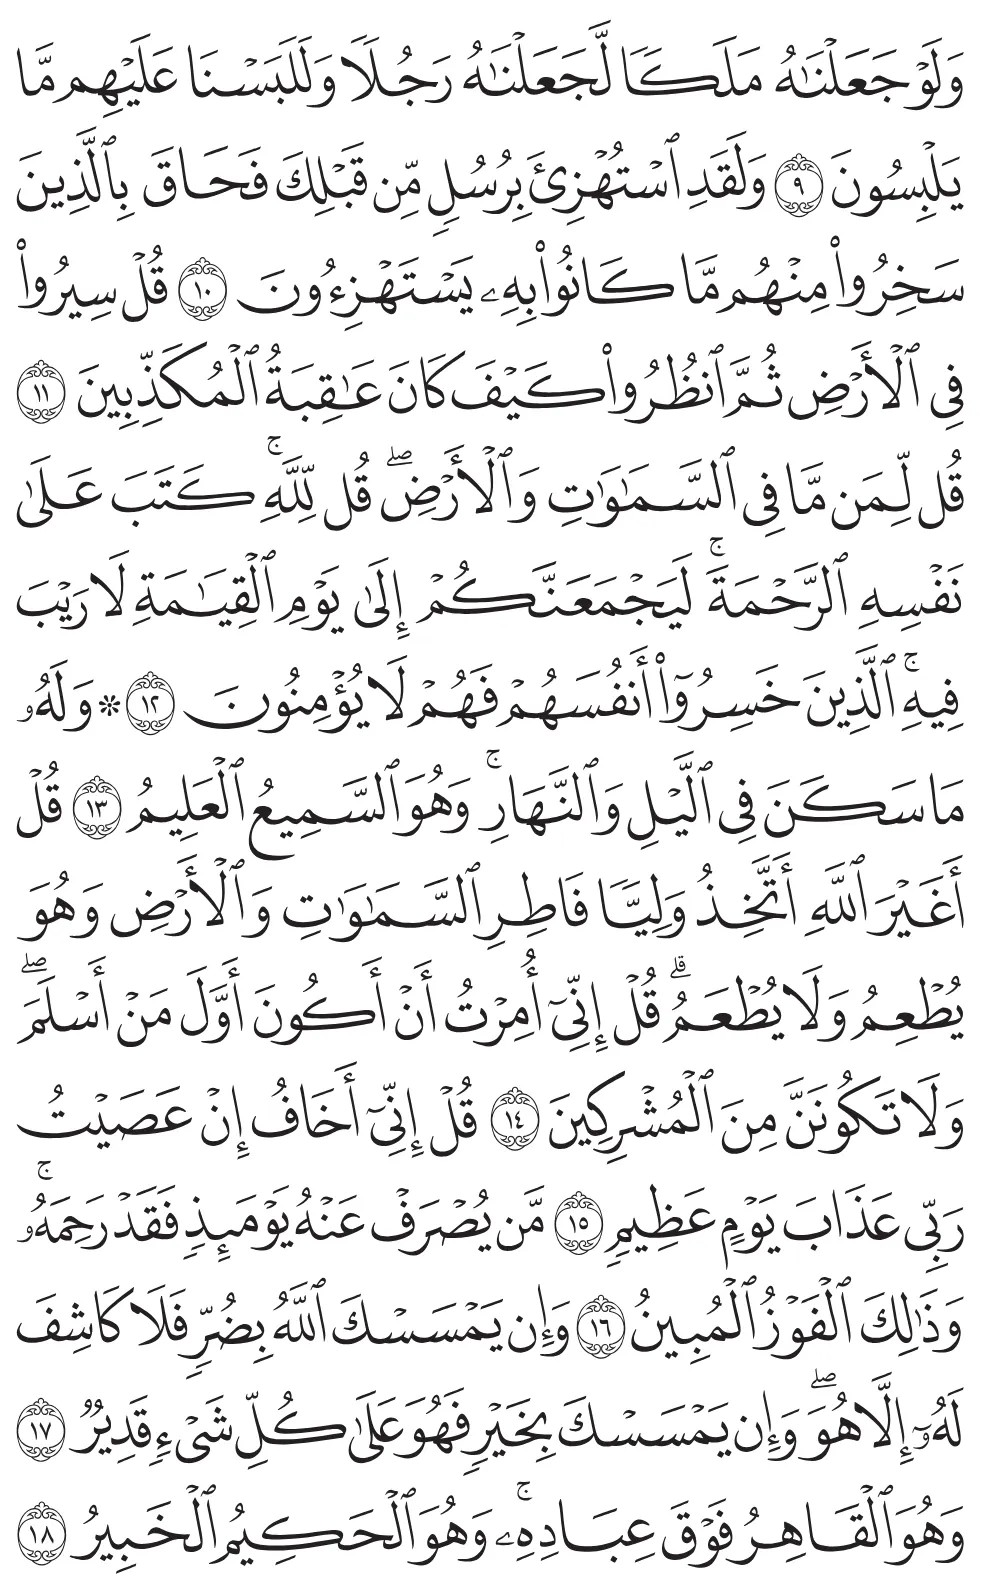 وَلَوْ جَعَلْنَٰهُ مَلَكًا لَّجَعَلْنَٰهُ رَجُلًا وَلَلَبَسْنَا عَلَيْهِم مَّا
يَلْبِسُونَ ٩ وَلَقَدِ ٱسْتُهْزِئَ بِرُسُلٍ مِّن قَبْلِكَ فَحَاقَ بِٱلَّذِينَ
سَخِرُوا۟ مِنْهُم مَّا كَانُوا۟ بِهِۦ يَسْتَهْزِءُونَ ١٠ قُلْ سِيرُوا۟
فِى ٱلْأَرْضِ ثُمَّ ٱنظُرُوا۟ كَيْفَ كَانَ عَٰقِبَةُ ٱلْمُكَذِّبِينَ ١١
قُل لِّمَن مَّا فِى ٱلسَّمَٰوَٰتِ وَٱلْأَرْضِ ۖ قُل لِّلَّهِ ۚ كَتَبَ عَلَىٰ
نَفْسِهِ ٱلرَّحْمَةَ ۚ لَيَجْمَعَنَّكُمْ إِلَىٰ يَوْمِ ٱلْقِيَٰمَةِ لَا رَيْبَ
فِيهِ ۚ ٱلَّذِينَ خَسِرُوٓا۟ أَنفُسَهُمْ فَهُمْ لَا يُؤْمِنُونَ ١٢ ۞ وَلَهُۥ
مَا سَكَنَ فِى ٱلَّيْلِ وَٱلنَّهَارِ ۚ وَهُوَ ٱلسَّمِيعُ ٱلْعَلِيمُ ١٣ قُلْ
أَغَيْرَ ٱللَّهِ أَتَّخِذُ وَلِيًّا فَاطِرِ ٱلسَّمَٰوَٰتِ وَٱلْأَرْضِ وَهُوَ
يُطْعِمُ وَلَا يُطْعَمُ ۗ قُلْ إِنِّىٓ أُمِرْتُ أَنْ أَكُونَ أَوَّلَ مَنْ أَسْلَمَ ۖ
وَلَا تَكُونَنَّ مِنَ ٱلْمُشْرِكِينَ ١٤ قُلْ إِنِّىٓ أَخَافُ إِنْ عَصَيْتُ
رَبِّى عَذَابَ يَوْمٍ عَظِيمٍ ١٥ مَّن يُصْرَفْ عَنْهُ يَوْمَئِذٍ فَقَدْ رَحِمَهُۥ ۚ
وَذَٰلِكَ ٱلْفَوْزُ ٱلْمُبِينُ ١٦ وَإِن يَمْسَسْكَ ٱللَّهُ بِضُرٍّ فَلَا كَاشِفَ
لَهُۥٓ إِلَّا هُوَ ۖ وَإِن يَمْسَسْكَ بِخَيْرٍ فَهُوَ عَلَىٰ كُلِّ شَىْءٍ قَدِيرٌ ١٧
وَهُوَ ٱلْقَاهِرُ فَوْقَ عِبَادِهِۦ ۚ وَهُوَ ٱلْحَكِيمُ ٱلْخَبِيرُ ١٨